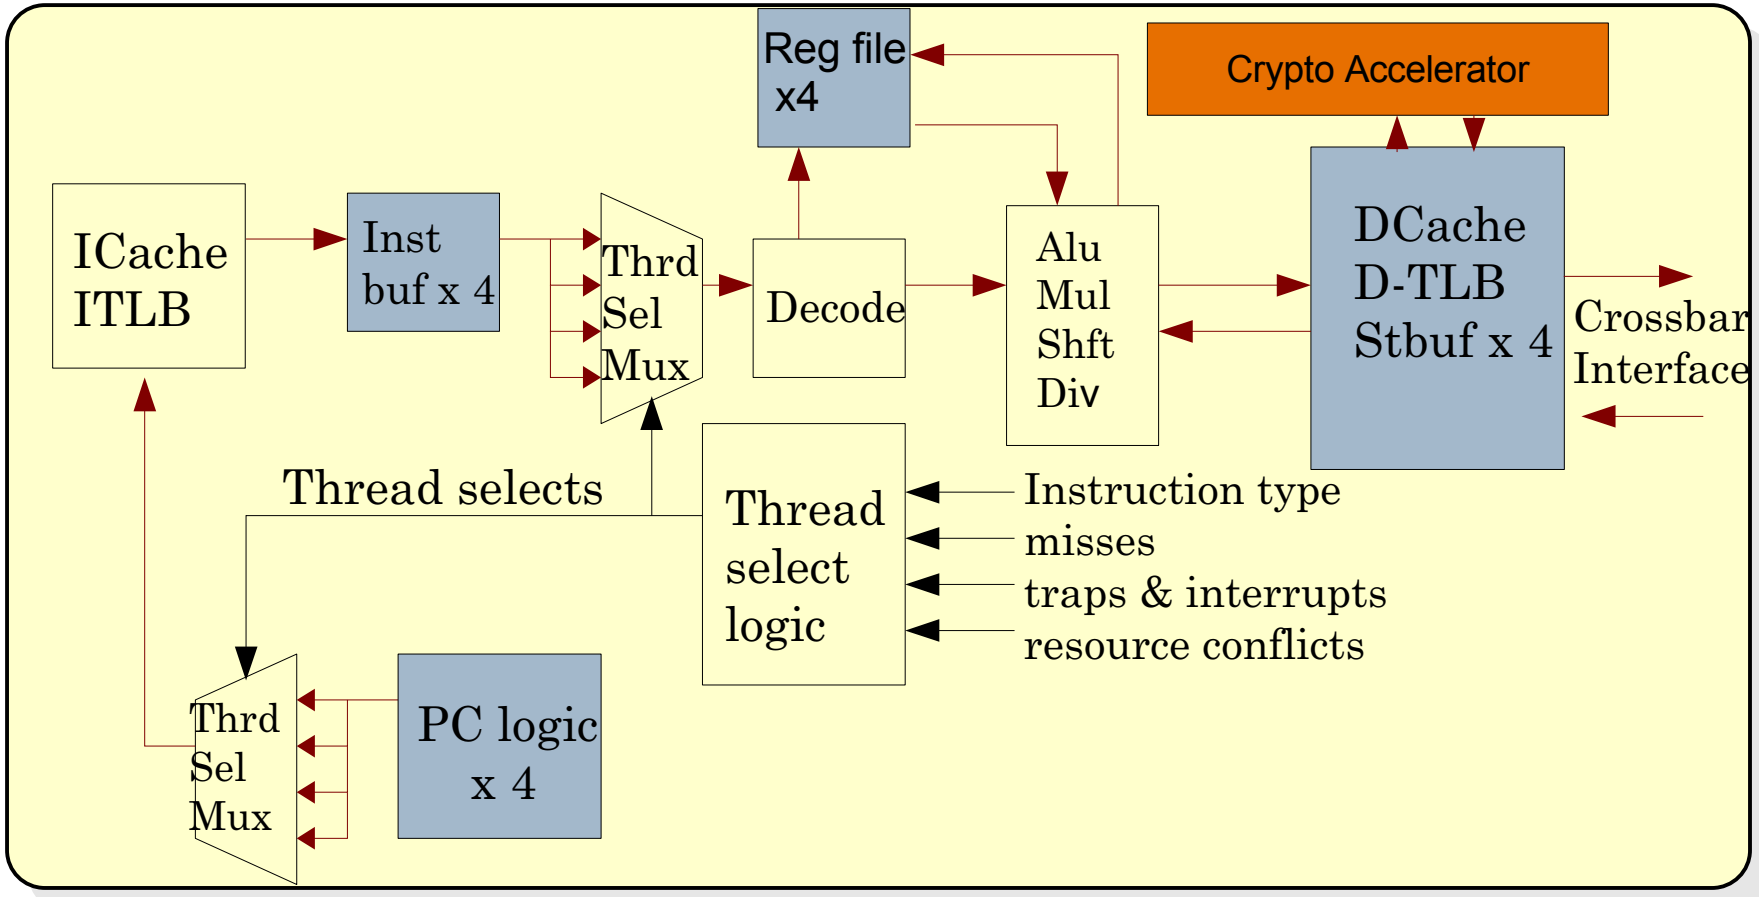 Reg file
x4
Crypto Accelerator
ICache
ITLB
Inst
buf x 4
Thrd
Sel
Mux
Decode
Alu
Mul
Shft
Div
DCache
D-TLB
Stbuf x 4
Crossbar
Interface
Thread selects
Thread
select
logic
Instruction type
misses
traps & interrupts
resource conflicts
Thrd
Sel
Mux
PC logic
x 4